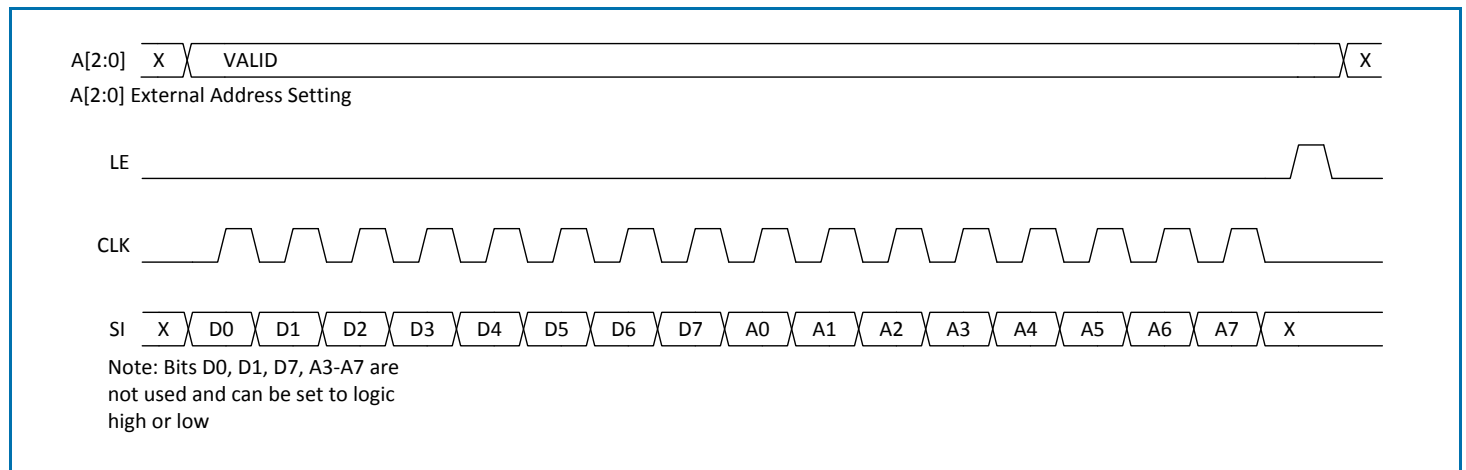 A[2:0] X VALID X
A[2:0] External Address Setting
LE
CLK
SI X D0 D1 D2 D3 D4 D5 D6 D7 A0 A1 A2 A3 A4 A5 A6 A7 X
Note: Bits D0, D1, D7, A3-A7 are
not used and can be set to logic
high or low